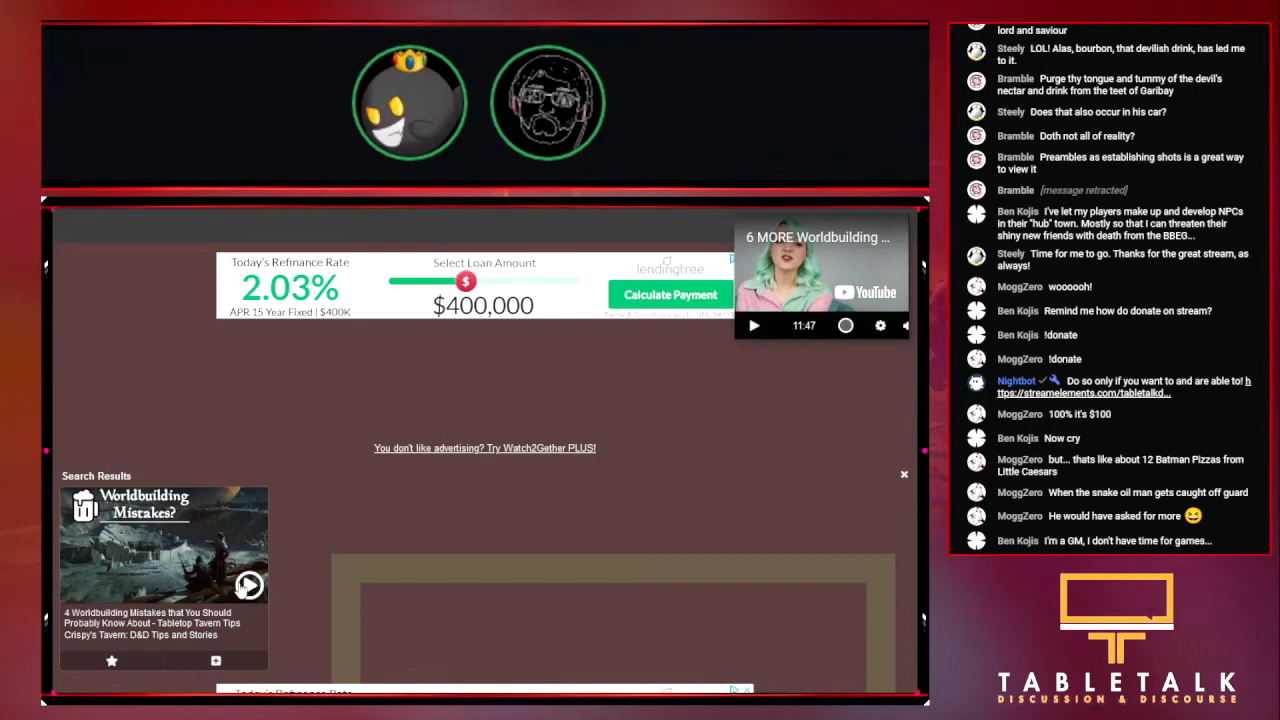 Today's Refinance Rate
2.03%
APR 15 Year Fixed | $400K
Select Loan Amount
$
$400,000
lendingtree
Calculate Payment
6 MORE Worldbuilding ...
YouTube
11:47
You don't like advertising? Try Watch2Gether PLUS!
Search Results
Worldbuilding
Mistakes?
4 Worldbuilding Mistakes that You Should
Probably Know About - Tabletop Tavern Tips
Crispy's Tavern: D&D Tips and Stories
Today's Refinance Rate
lord and saviour
Steely LOL! Alas, bourbon, that devilish drink, has led me
to it.
Bramble Purge thy tongue and tummy of the devil's
nectar and drink from the teet of Garibay
Steely Does that also occur in his car?
Bramble Doth not all of reality?
Bramble Preambles as establishing shots is a great way
to view it
Bramble [message retracted]
Ben Kojis I've let my players make up and develop NPCs
in their "hub" town. Mostly so that I can threaten their
shiny new friends with death from the BBEG...
Steely Time for me to go. Thanks for the great stream, as
always!
MoggZero woooooh!
Ben Kojis Remind me how do donate on stream?
Ben Kojis !donate
MoggZero !donate
Nightbot Do so only if you want to and are able to! h
ttps://streamelements.com/tabletalkd...
MoggZero 100% it's $100
Ben Kojis Now cry
MoggZero but... thats like about 12 Batman Pizzas from
Little Caesars
MoggZero When the snake oil man gets caught off guard
MoggZero He would have asked for more 😆
Ben Kojis I'm a GM, I don't have time for games...
TABLETALK
DISCUSSION & DISCOURSE